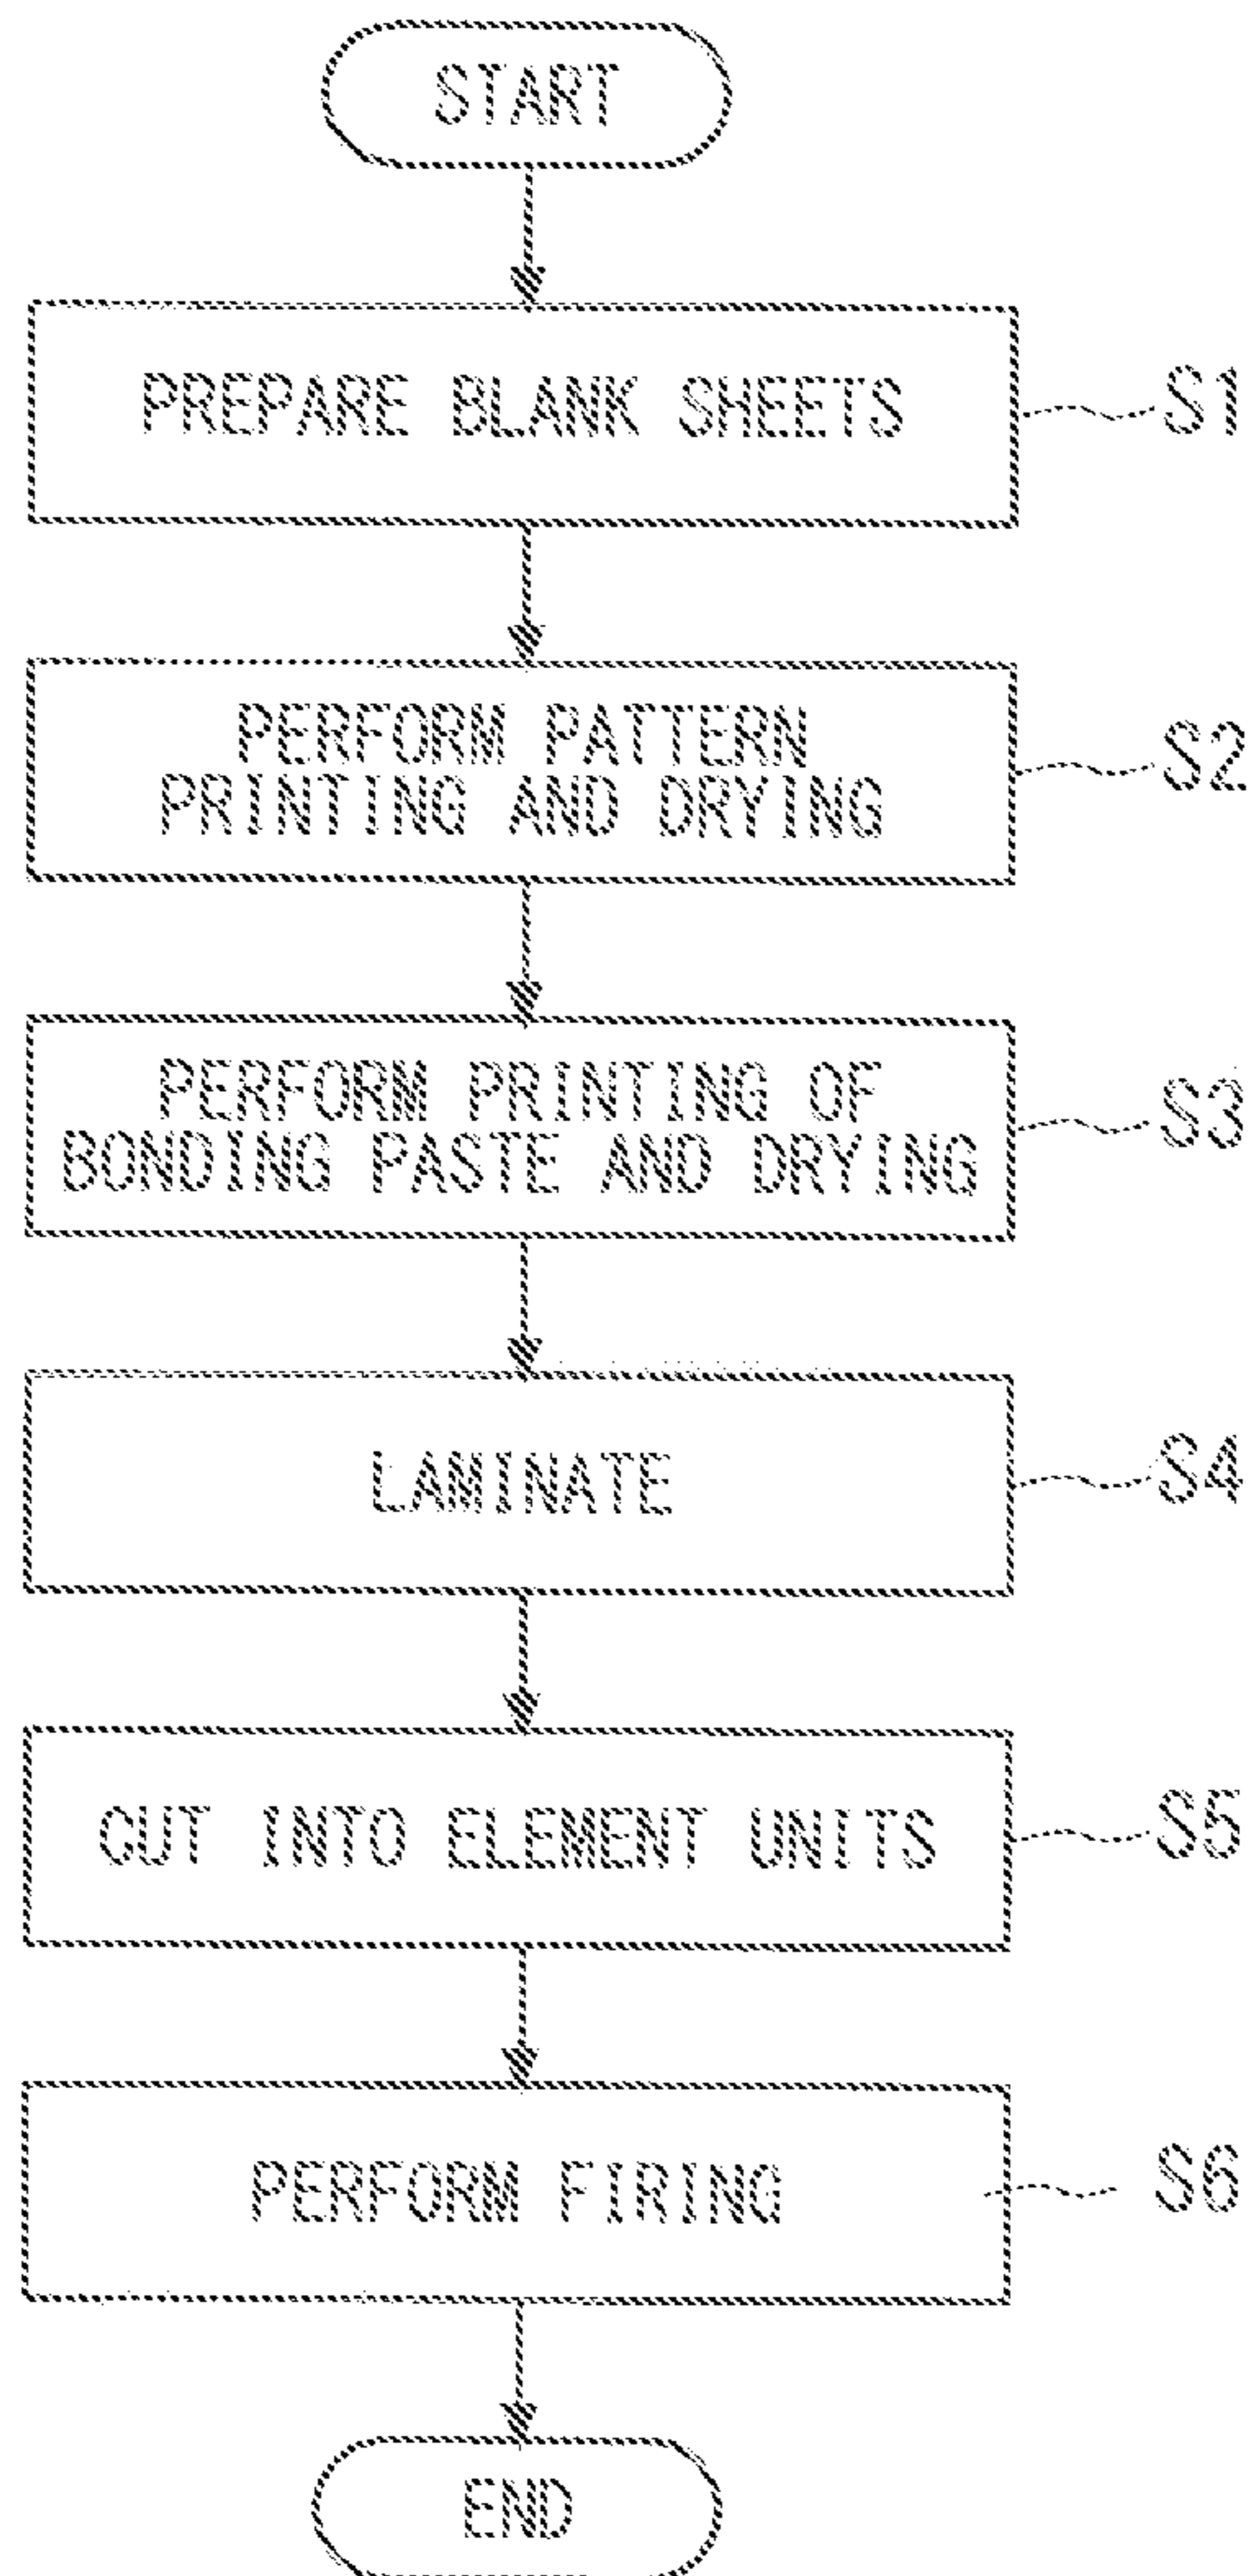 START
PREPARE BLANK SHEETS
S1
PERFORM PATTERN
PRINTING AND DRYING
S2
PERFORM PRINTING OF
BONDING PASTE AND DRYING
S3
LAMINATE
S4
CUT INTO ELEMENT UNITS
S5
PERFORM FIRING
S6
END